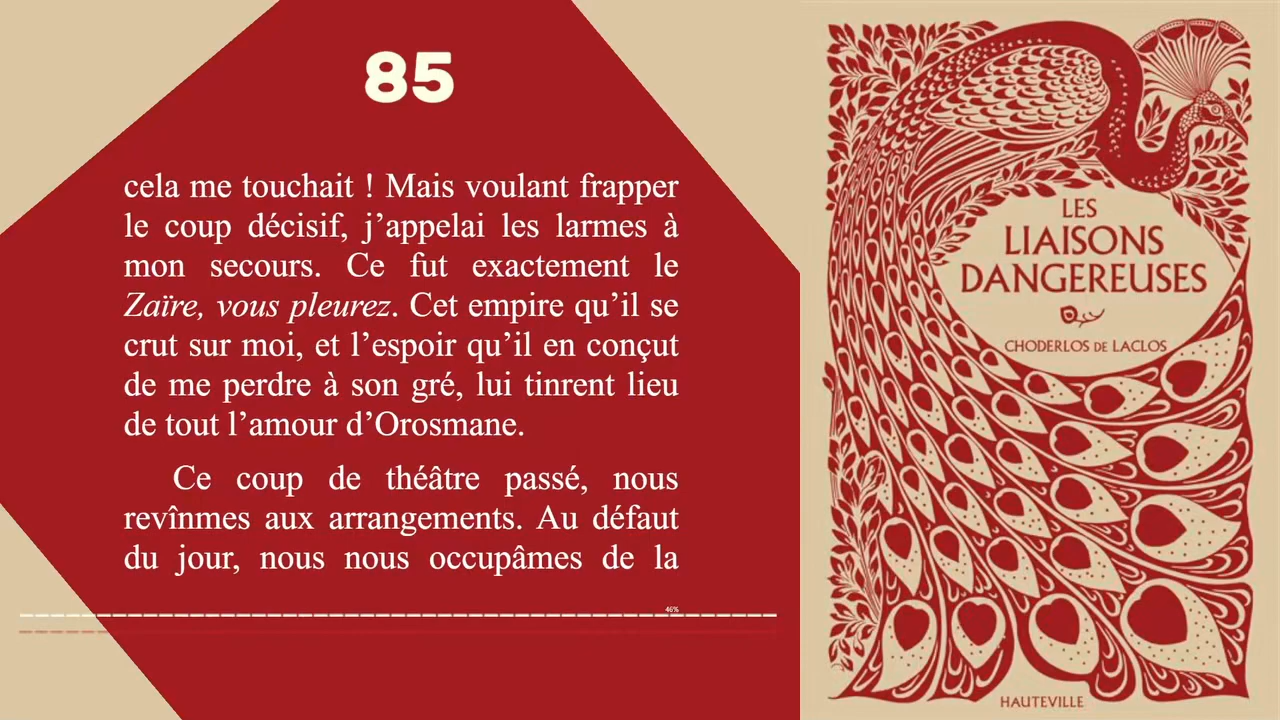 85
cela me touchait ! Mais voulant frapper
le coup décisif, j’appelai les larmes à
mon secours. Ce fut exactement le
Zaïre, vous pleurez. Cet empire qu’il se
crut sur moi, et l’espoir qu’il en conçut
de me perdre à son gré, lui tinrent lieu
de tout l’amour d’Orosmane.
Ce coup de théâtre passé, nous
revînmes aux arrangements. Au défaut
du jour, nous nous occupâmes de la
46%
LES
LIAISONS
DANGEREUSES
CHODERLOS DE LACLOS
HAUTEVILLE